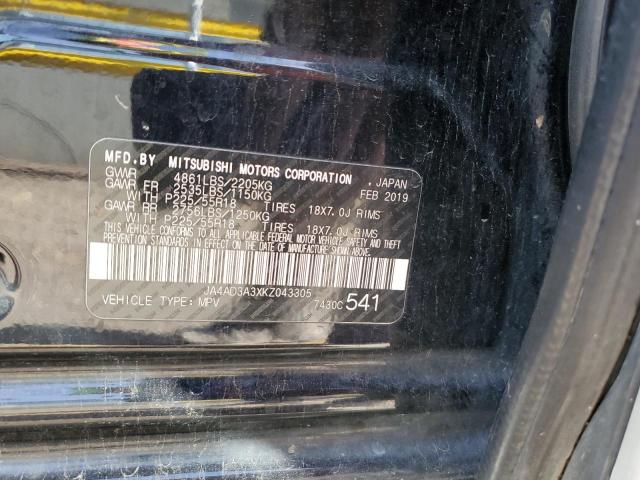 MFD.BY MITSUBISHI MOTORS CORPORATION , JAPAN
GVWR 4861LBS/2205KG FEB 2019
GAWR FR 2535LBS/1150KG
WITH P225/55R18 TIRES 18X7.0J RIMS
GAWR RR 2756LBS/1250KG
WITH P225/55R18 TIRES 18X7.0J RIMS
THIS VEHICLE CONFORMS TO ALL APPLICABLE FEDERAL MOTOR VEHICLE SAFETY AND THEFT
PREVENTION STANDARDS IN EFFECT ON THE DATE OF MANUFACTURE SHOWN ABOVE.
JA4AD3A3XKZ043305
VEHICLE TYPE: MPV 7430C 541